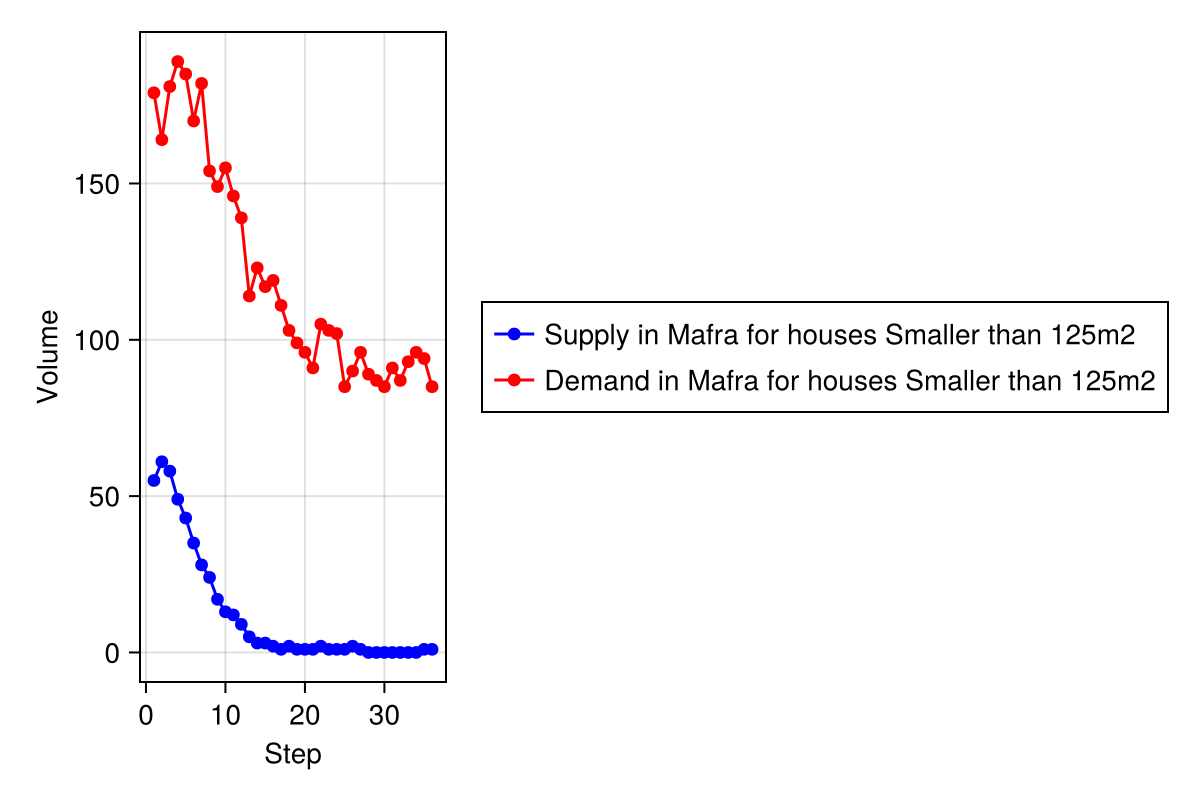 Volume
150
100
50
0
0 10 20 30
Step
Supply in Mafra for houses Smaller than 125m2
Demand in Mafra for houses Smaller than 125m2